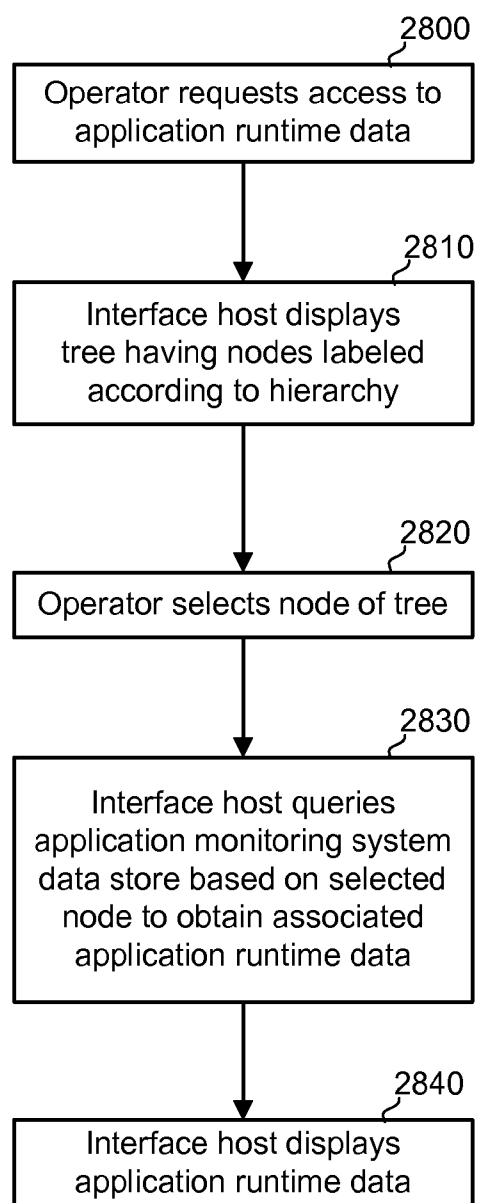 2800
Operator requests access to
application runtime data
2810
Interface host displays
tree having nodes labeled
according to hierarchy
2820
Operator selects node of tree
2830
Interface host queries
application monitoring system
data store based on selected
node to obtain associated
application runtime data
2840
Interface host displays
application runtime data